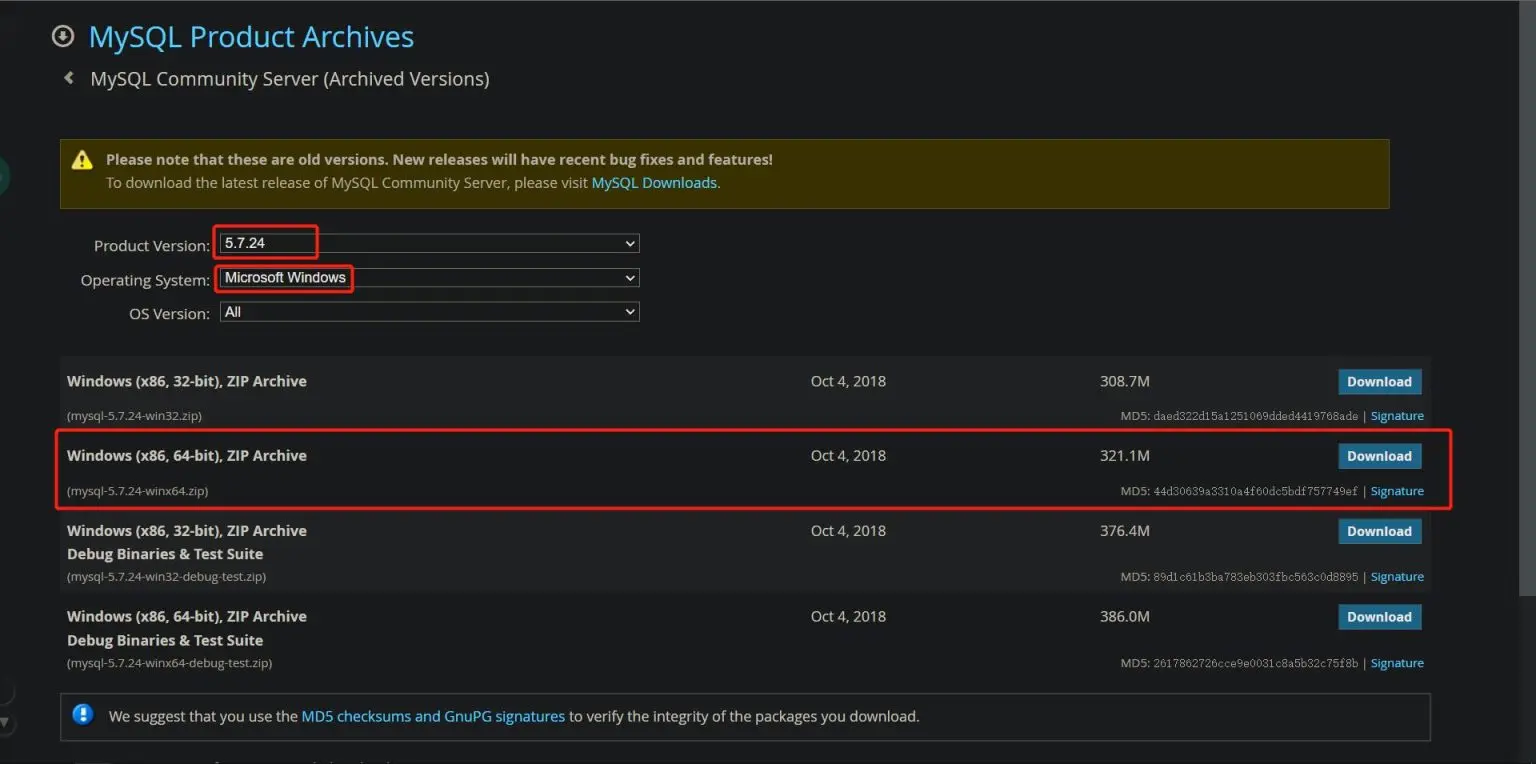 MySQL Product Archives
MySQL Community Server (Archived Versions)
Please note that these are old versions. New releases will have recent bug fixes and features!
To download the latest release of MySQL Community Server, please visit MySQL Downloads.
Product Version: 5.7.24
Operating System: Microsoft Windows
OS Version: All
Windows (x86, 32-bit), ZIP Archive Oct 4, 2018 308.7M Download
(mysql-5.7.24-win32.zip) MD5: daed322d15a1251069dded4419768ade | Signature
Windows (x86, 64-bit), ZIP Archive Oct 4, 2018 321.1M Download
(mysql-5.7.24-winx64.zip) MD5: 44d30639a3310a4f60dc5bdf757749ef | Signature
Windows (x86, 32-bit), ZIP Archive Oct 4, 2018 376.4M Download
Debug Binaries & Test Suite
(mysql-5.7.24-win32-debug-test.zip) MD5: 89d1c61b3ba783eb303fbc563c0d8895 | Signature
Windows (x86, 64-bit), ZIP Archive Oct 4, 2018 386.0M Download
Debug Binaries & Test Suite
(mysql-5.7.24-winx64-debug-test.zip) MD5: 2617862726cce9e0031c8a5b32c75f8b | Signature
We suggest that you use the MD5 checksums and GnuPG signatures to verify the integrity of the packages you download.